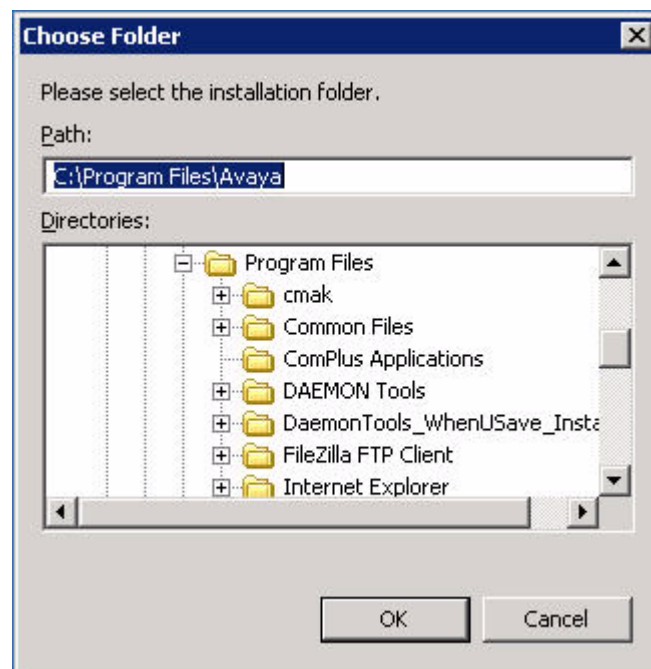 Choose Folder
Please select the installation folder.
Path:
C:\Program Files\Avaya
Directories:
Program Files
cmak
Common Files
ComPlus Applications
DAEMON Tools
DaemonTools_WhenUSave_Insta
FileZilla FTP Client
Internet Explorer
OK Cancel